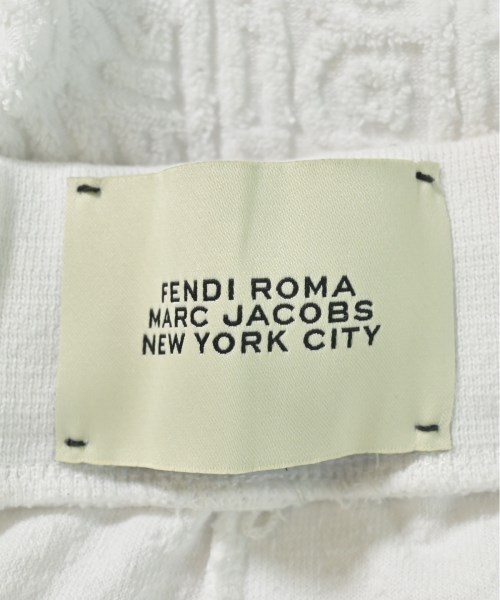 FENDI ROMA
MARC JACOBS
NEW YORK CITY